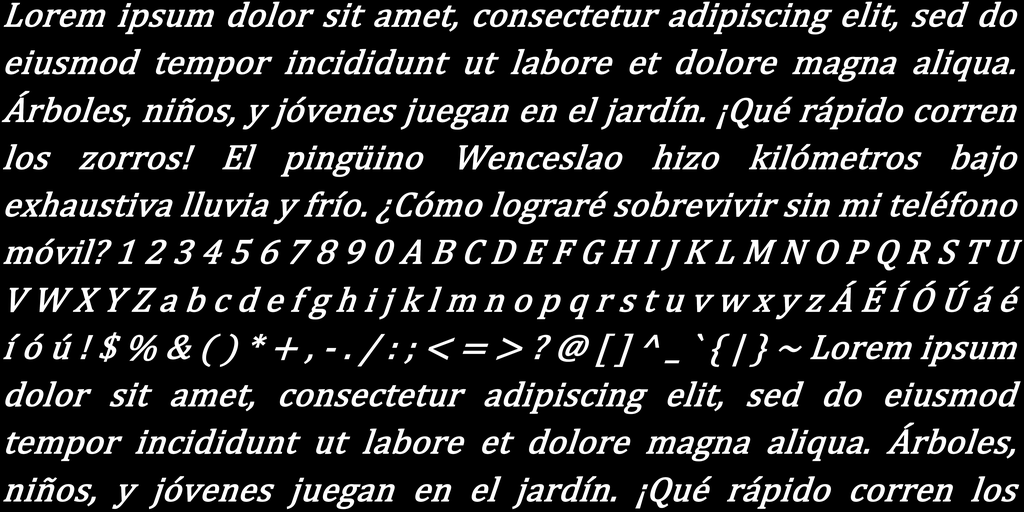 Lorem ipsum dolor sit amet, consectetur adipiscing elit, sed do
eiusmod tempor incididunt ut labore et dolore magna aliqua.
Árboles, niños, y jóvenes juegan en el jardín. ¡Qué rápido corren
los zorros! El pingüino Wenceslao hizo kilómetros bajo
exhaustiva lluvia y frío. ¿Cómo lograré sobrevivir sin mi teléfono
móvil? 1 2 3 4 5 6 7 8 9 0 A B C D E F G H I J K L M N O P Q R S T U
V W X Y Z a b c d e f g h i j k l m n o p q r s t u v w x y z Á É Í Ó Ú á é
í ó ú ! $ % & ( ) * + , - . / : ; < = > ? @ [ ] ^ _ ` { | } ~ Lorem ipsum
dolor sit amet, consectetur adipiscing elit, sed do eiusmod
tempor incididunt ut labore et dolore magna aliqua. Árboles,
niños, y jóvenes juegan en el jardín. ¡Qué rápido corren los